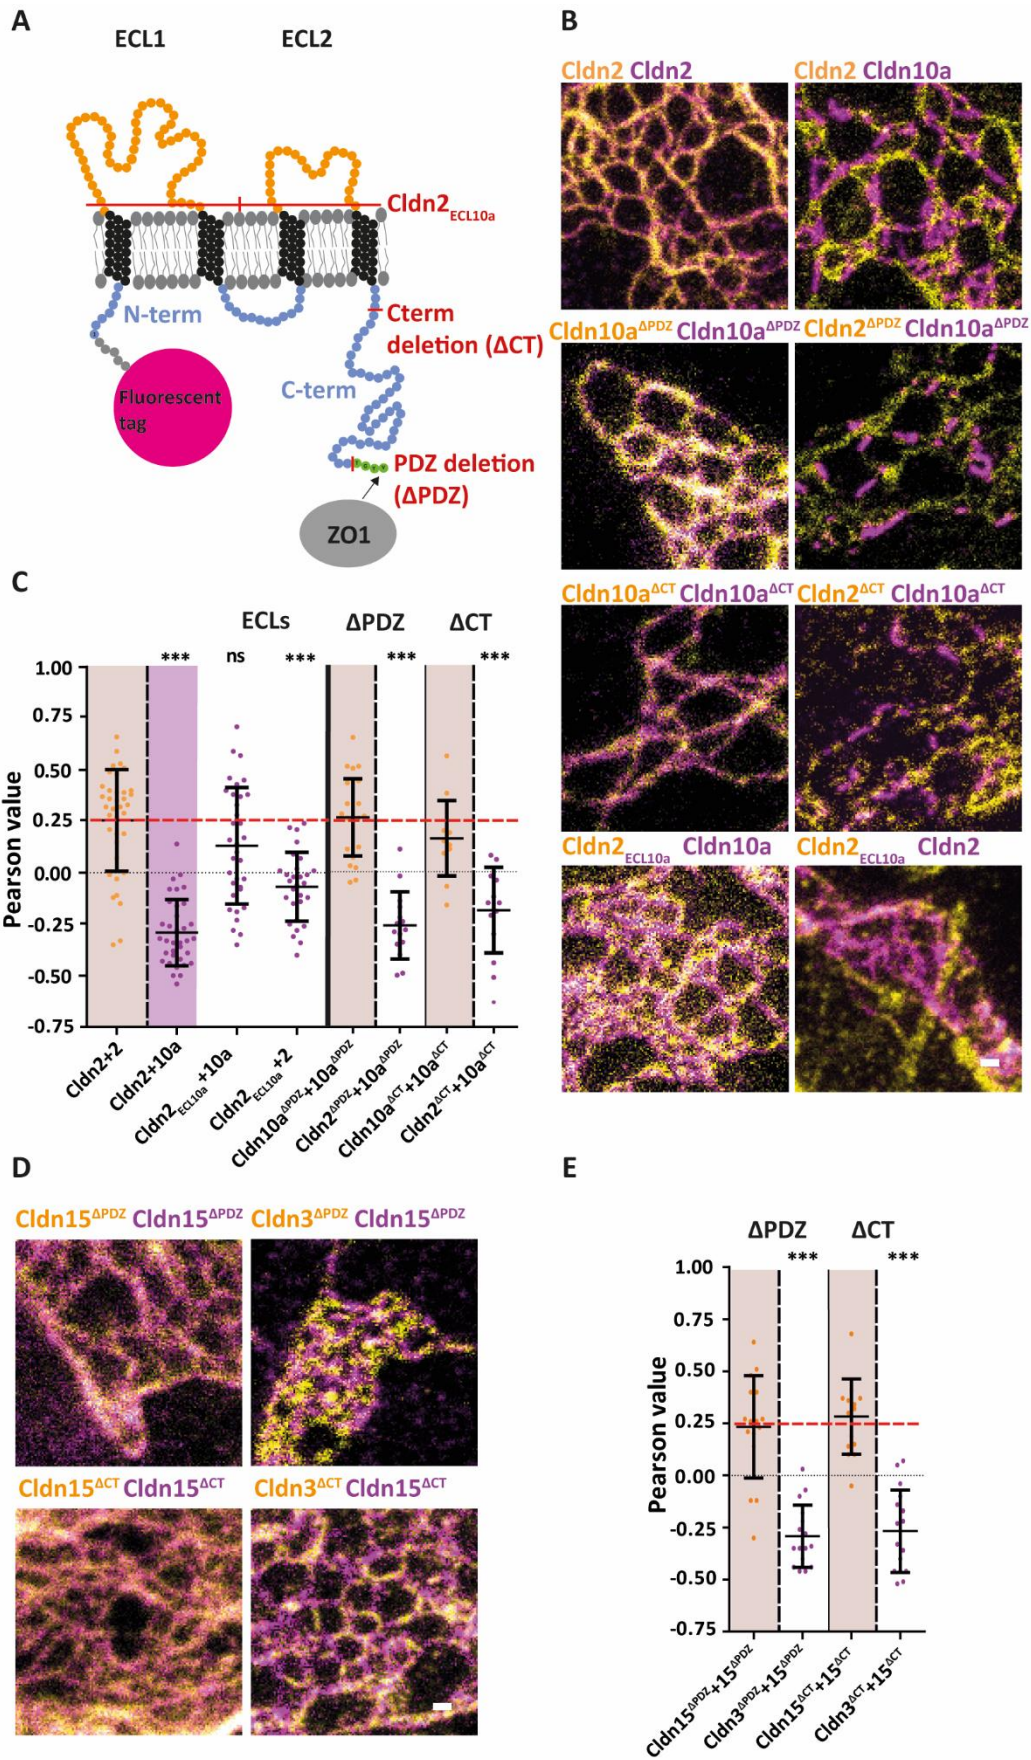 A
ECL1 ECL2
Cldn2ECL10a
N-term
Cterm
deletion (ΔCT)
C-term
Fluorescent
tag
PDZ deletion
(ΔPDZ)
ZO1
B
Cldn2 Cldn2
Cldn2 Cldn10a
Cldn10aΔPDZ Cldn10aΔPDZ
Cldn2ΔPDZ Cldn10aΔPDZ
Cldn10aΔCT Cldn10aΔCT
Cldn2ΔCT Cldn10aΔCT
Cldn2ECL10a Cldn10a
Cldn2ECL10a Cldn2
C
ECLs ΔPDZ ΔCT
*** ns *** *** ***
Pearson value
1.00
0.75
0.50
0.25
0.00
-0.25
-0.50
-0.75
Cldn2+2
Cldn2+10a
Cldn2ECL10a+10a
Cldn2ECL10a+2
Cldn10aΔPDZ+10aΔPDZ
Cldn2ΔPDZ+10aΔPDZ
Cldn10aΔCT+10aΔCT
Cldn2ΔCT+10aΔCT
D
Cldn15ΔPDZ Cldn15ΔPDZ
Cldn3ΔPDZ Cldn15ΔPDZ
Cldn15ΔCT Cldn15ΔCT
Cldn3ΔCT Cldn15ΔCT
E
ΔPDZ ΔCT
*** ***
Pearson value
1.00
0.75
0.50
0.25
0.00
-0.25
-0.50
-0.75
Cldn15ΔPDZ+15ΔPDZ
Cldn3ΔPDZ+15ΔPDZ
Cldn15ΔCT+15ΔCT
Cldn3ΔCT+15ΔCT